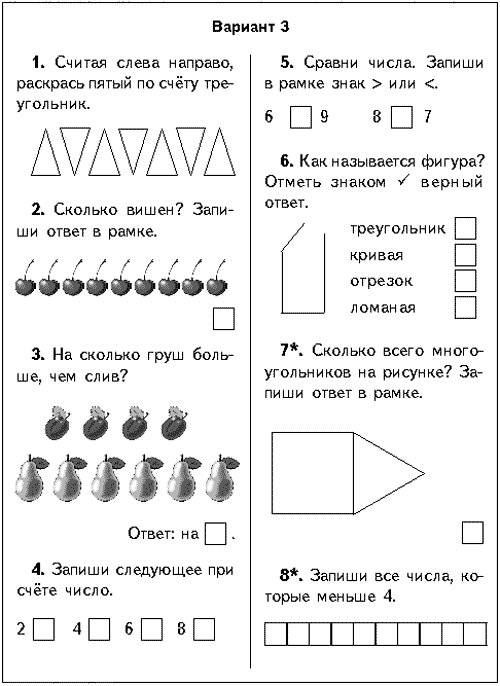 Вариант 3
1. Считая слева направо,
раскрась пятый по счёту тре-
угольник.
2. Сколько вишен? Запи-
ши ответ в рамке.
3. На сколько груш боль-
ше, чем слив?
Ответ: на .
4. Запиши следующее при
счёте число.
2 4 6 8
5. Сравни числа. Запиши
в рамке знак > или <.
6 9 8 7
6. Как называется фигура?
Отметь знаком ✓ верный
ответ.
треугольник
кривая
отрезок
ломаная
7*. Сколько всего много-
угольников на рисунке? За-
пиши ответ в рамке.
8*. Запиши все числа, ко-
торые меньше 4.